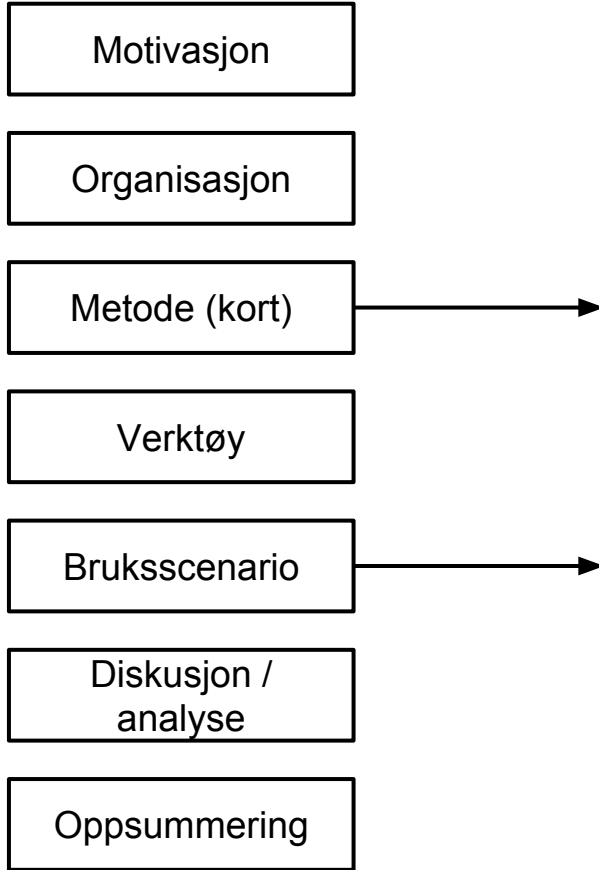 Motivasjon
Organisasjon
Metode (kort)
Verktøy
Bruksscenario
Diskusjon /
analyse
Oppsummering